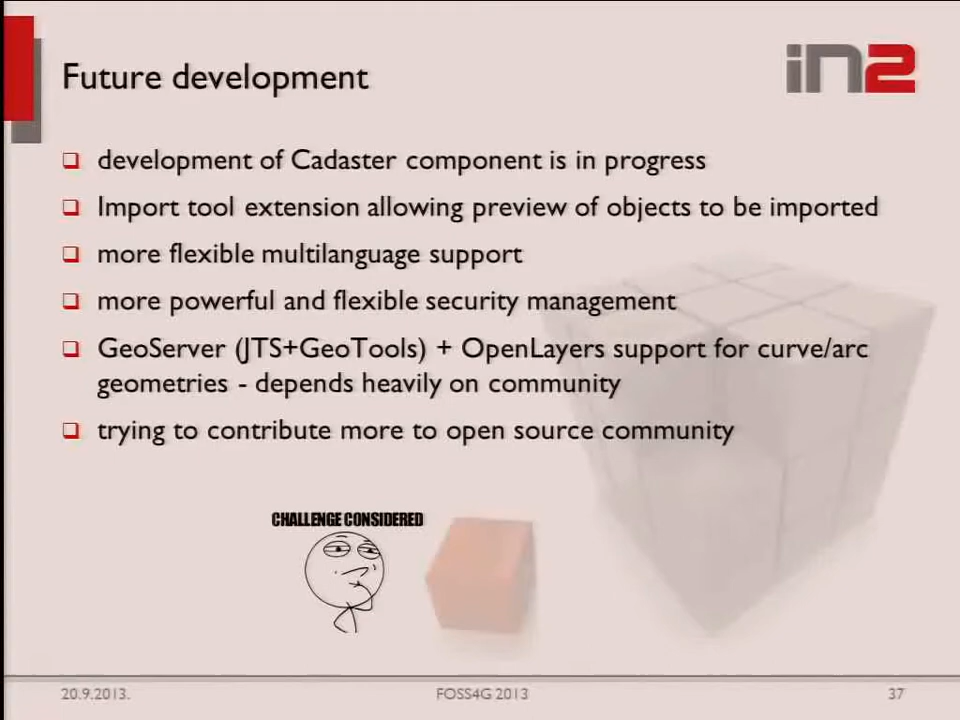 Future development
in2
development of Cadaster component is in progress
Import tool extension allowing preview of objects to be imported
more flexible multilanguage support
more powerful and flexible security management
GeoServer (JTS+GeoTools) + OpenLayers support for curve/arc
geometries - depends heavily on community
trying to contribute more to open source community
CHALLENGE CONSIDERED
20.9.2013.
FOSS4G 2013
37